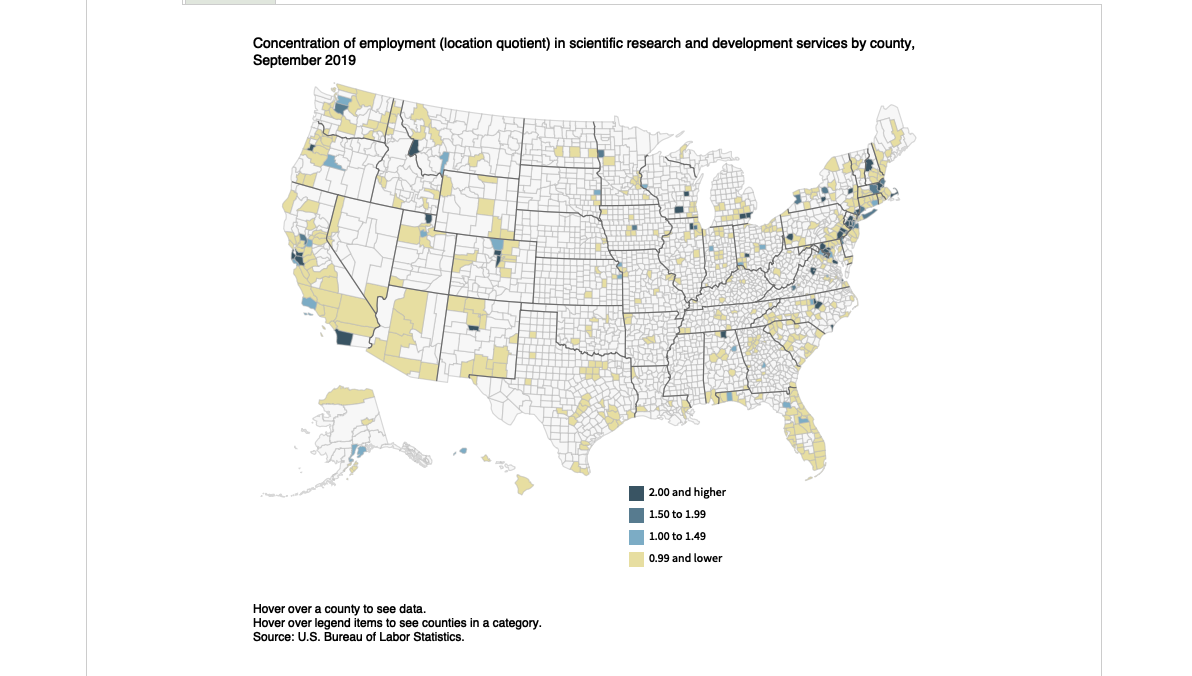 Concentration of employment (location quotient) in scientific research and development services by county,
September 2019
2.00 and higher
1.50 to 1.99
1.00 to 1.49
0.99 and lower
Hover over a county to see data.
Hover over legend items to see counties in a category.
Source: U.S. Bureau of Labor Statistics.